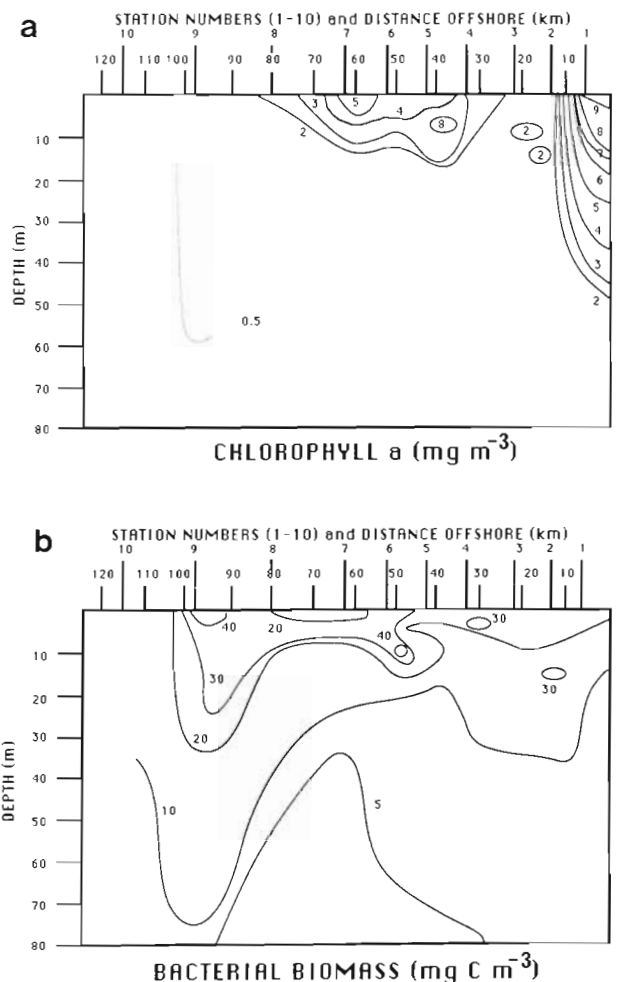 a
STATION NUMBERS (1-10) and DISTANCE OFFSHORE (km)
10 9 8 7 6 5 4 3 2 1
120 110 100 90 80 70 60 50 40 30 20 10
3 5 4 9
2 8 2 8
2 7
6
5
4
3
2
0.5
10
20
30
40
50
60
70
80
DEPTH (m)
CHLOROPHYLL a (mg m-3)
b
STATION NUMBERS (1-10) and DISTANCE OFFSHORE (km)
10 9 8 7 6 5 4 3 2 1
120 110 100 90 80 70 60 50 40 30 20 10
40 20 40 30
30 30
20
10 5
10
20
30
40
50
60
70
80
DEPTH (m)
BACTERIAL BIOMASS (mg C m-3)